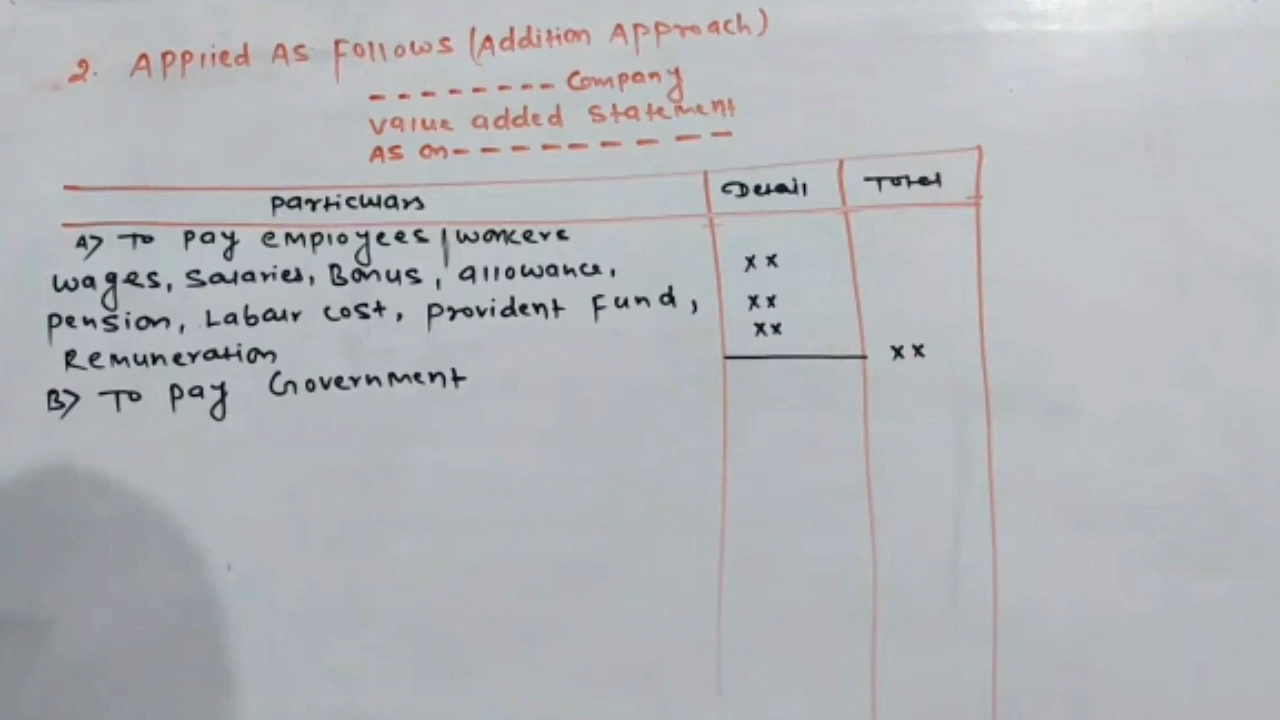 2. Applied As Follows (Addition Approach)
-------- Company
Value added Statement
As on----------
Particulars Detail Total
A) To pay employees/workers
wages, Salaries, Bonus, allowance, xx
pension, Labour cost, provident Fund, xx
xx
Remuneration xx
B) To pay Government